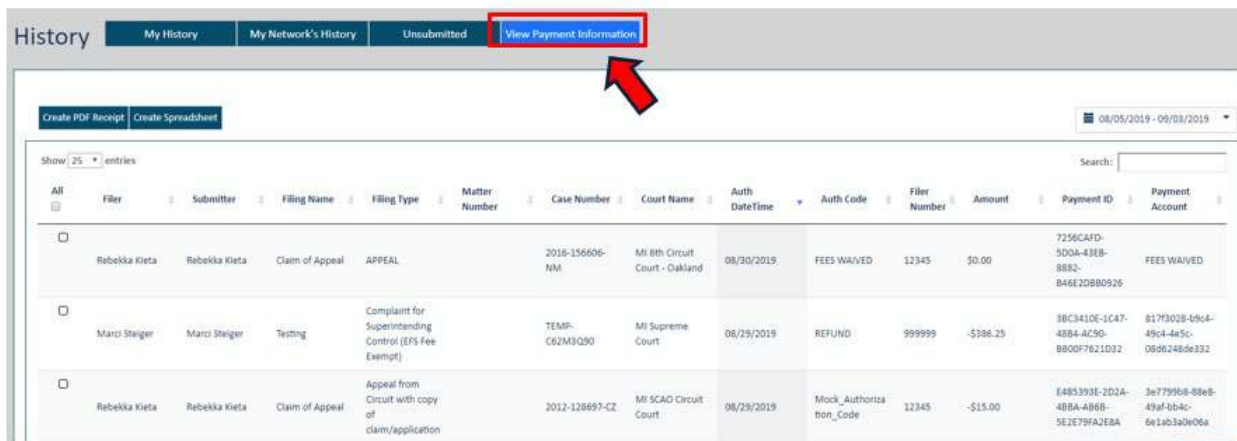 History
My History
My Network's History
Unsubmitted
View Payment Information
Create PDF Receipt
Create Spreadsheet
08/05/2019 - 09/03/2019
Show 25 entries
Search:
All
Filer
Submitter
Filing Name
Filing Type
Matter
Number
Case Number
Court Name
Auth
DateTime
Auth Code
Filer
Number
Amount
Payment ID
Payment
Account
Rebekka Kieta
Rebekka Kieta
Claim of Appeal
APPEAL
2016-156606-
NM
MI 6th Circuit
Court - Oakland
08/30/2019
FEES WAIVED
12345
$0.00
7256CAFD-
5D0A-43EB-
8882-
B46E2DBB0926
FEES WAIVED
Marci Steiger
Marci Steiger
Testing
Complaint for
Superintending
Control (EFS Fee
Exempt)
TEMP-
C62M3Q90
MI Supreme
Court
08/29/2019
REFUND
999999
-$386.25
3BC3410E-1C47-
4BB4-AC90-
BB00F7621D32
817f3028-b9c4-
49c4-4e5c-
08d6248de332
Rebekka Kieta
Rebekka Kieta
Claim of Appeal
Appeal from
Circuit with copy
of
claim/application
2012-128697-CZ
MI SCAO Circuit
Court
08/29/2019
Mock_Authoriza
tion_Code
12345
-$15.00
E4B5393E-2D2A-
4BBA-AB6B-
5E2E79FA2E8A
3e7799b8-88e8-
49af-bb4c-
6e1ab3a0e06a